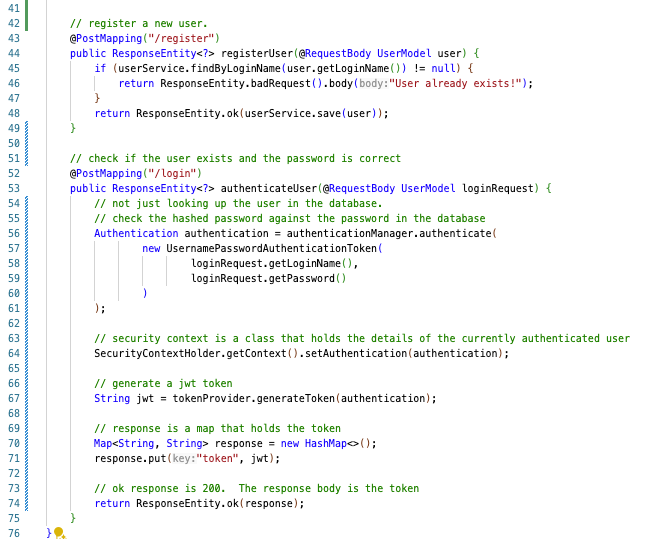 41
42 // register a new user.
43 @PostMapping("/register")
44 public ResponseEntity<?> registerUser(@RequestBody UserModel user) {
45 if (userService.findByLoginName(user.getLoginName()) != null) {
46 return ResponseEntity.badRequest().body(body:"User already exists!");
47 }
48 return ResponseEntity.ok(userService.save(user));
49 }
50
51 // check if the user exists and the password is correct
52 @PostMapping("/login")
53 public ResponseEntity<?> authenticateUser(@RequestBody UserModel loginRequest) {
54 // not just looking up the user in the database.
55 // check the hashed password against the password in the database
56 Authentication authentication = authenticationManager.authenticate(
57 new UsernamePasswordAuthenticationToken(
58 loginRequest.getLoginName(),
59 loginRequest.getPassword()
60 )
61 );
62
63 // security context is a class that holds the details of the currently authenticated user
64 SecurityContextHolder.getContext().setAuthentication(authentication);
65
66 // generate a jwt token
67 String jwt = tokenProvider.generateToken(authentication);
68
69 // response is a map that holds the token
70 Map<String, String> response = new HashMap<>();
71 response.put(key:"token", jwt);
72
73 // ok response is 200.  The response body is the token
74 return ResponseEntity.ok(response);
75 }
76 }